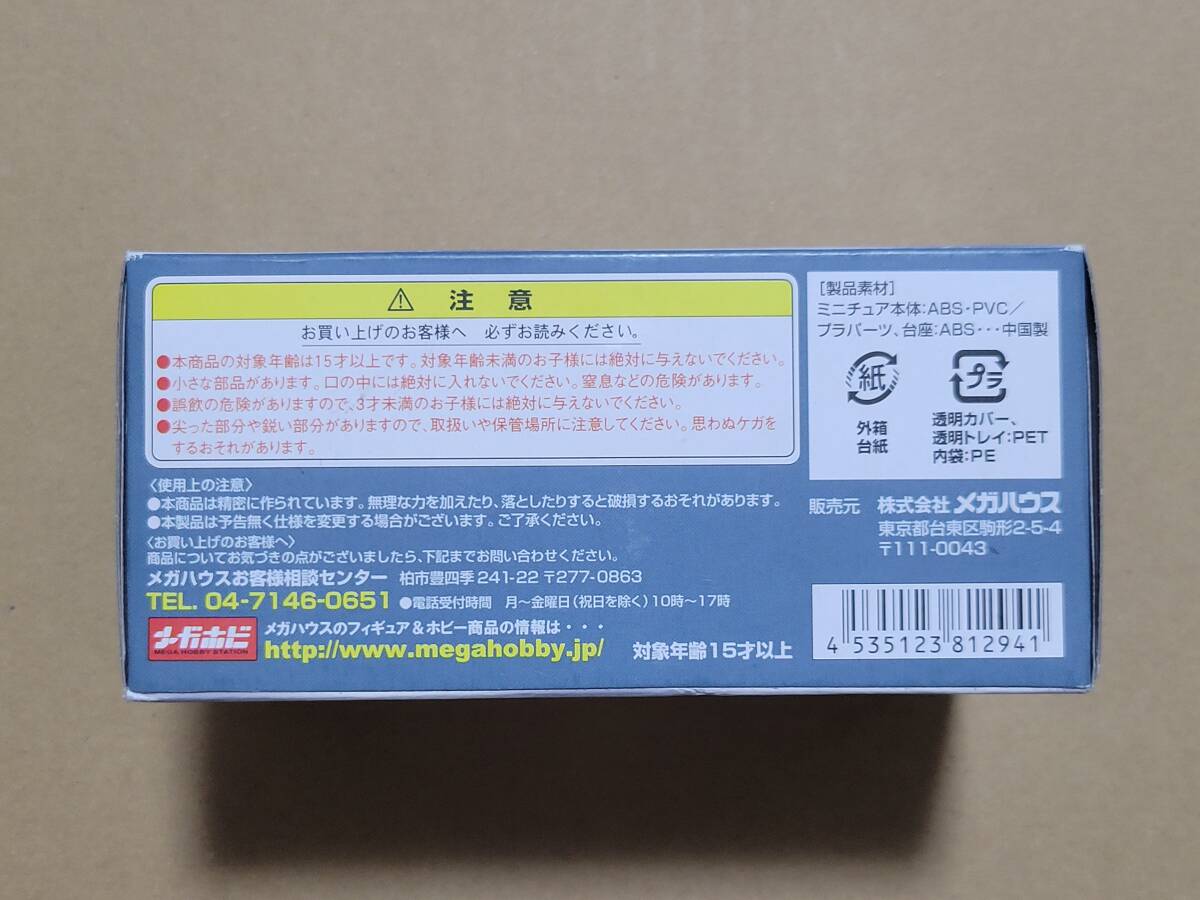 ⚠ 注意
お買い上げのお客様へ 必ずお読みください。
●本商品の対象年齢は15才以上です。対象年齢未満のお子様には絶対に与えないでください。
●小さな部品があります。口の中には絶対に入れないでください。窒息などの危険があります。
●誤飲の危険がありますので、3才未満のお子様には絶対に与えないでください。
●尖った部分や鋭い部分がありますので、取扱いや保管場所に注意してください。思わぬケガを
するおそれがあります。
〈使用上の注意〉
●本商品は精密に作られています。無理な力を加えたり、落としたりすると破損するおそれがあります。
●本製品は予告無く仕様を変更する場合がございます。ご了承ください。
〈お買い上げのお客様へ〉
商品についてお気づきの点がございましたら、下記までお問い合わせください。
メガハウスお客様相談センター 柏市豊四季241-22 〒277-0863
TEL. 04-7146-0651 ●電話受付時間 月〜金曜日(祝日を除く)10時〜17時
メガホビ
MEGA HOBBY STATION
メガハウスのフィギュア&ホビー商品の情報は・・・
http://www.megahobby.jp/
対象年齢15才以上
[製品素材]
ミニチュア本体:ABS・PVC/
プラパーツ、台座:ABS・・・中国製
紙
外箱
台紙
プラ
透明カバー、
透明トレイ:PET
内袋:PE
販売元 株式会社 メガハウス
東京都台東区駒形2-5-4
〒111-0043
4 535123 812941